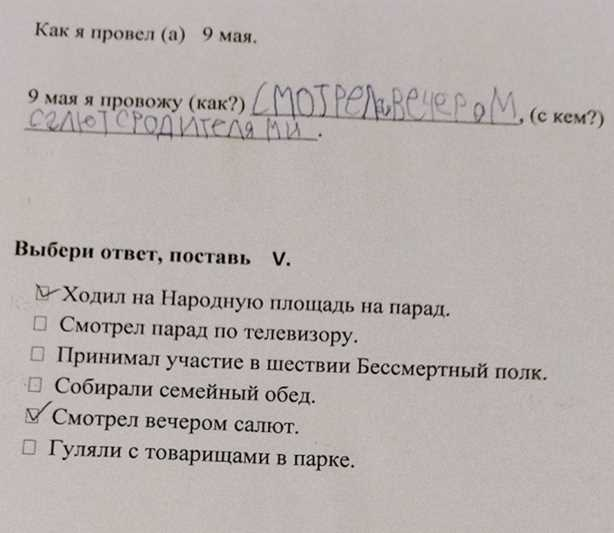 Как я провел (а) 9 мая.
9 мая я провожу (как?) СМОТРЕЛ ВЕЧЕРОМ, (с кем?)
СЗЛЮТ С РОДИТЕЛЯМИ.
Выбери ответ, поставь V.
Ходил на Народную площадь на парад.
Смотрел парад по телевизору.
Принимал участие в шествии Бессмертный полк.
Собирали семейный обед.
Смотрел вечером салют.
Гуляли с товарищами в парке.